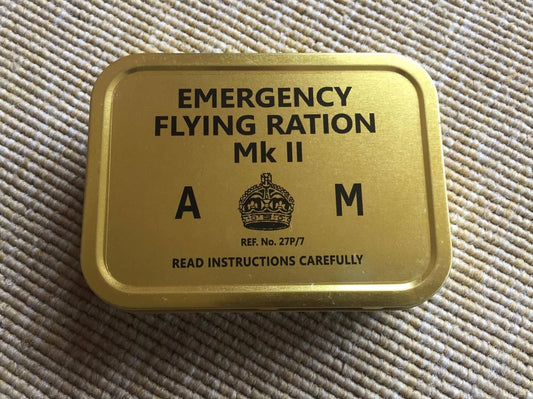 EMERGENCY
FLYING RATION
Mk II
A M
REF. No. 27P/7
READ INSTRUCTIONS CAREFULLY